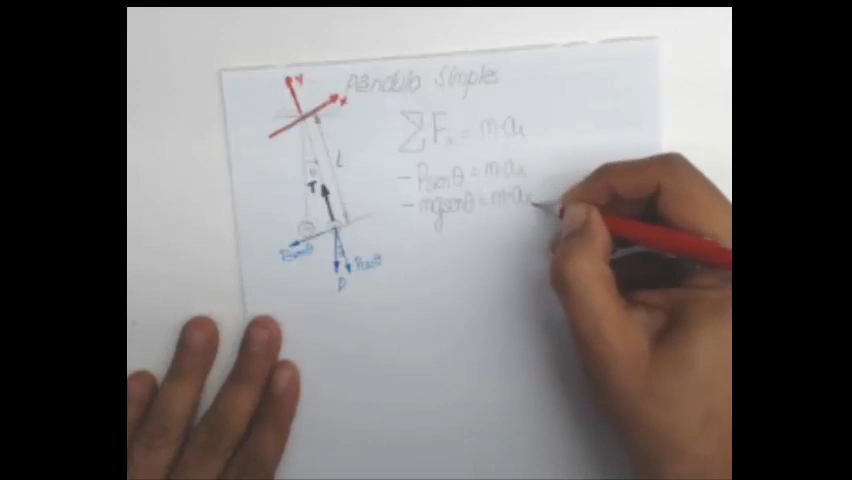 Pêndulo Simples
Y
X
ΣFₓ = m·aₓ
L
θ
-Psenθ = m·aₓ
T
-mgsenθ = m·aₓ
Psenθ
Pcosθ
P